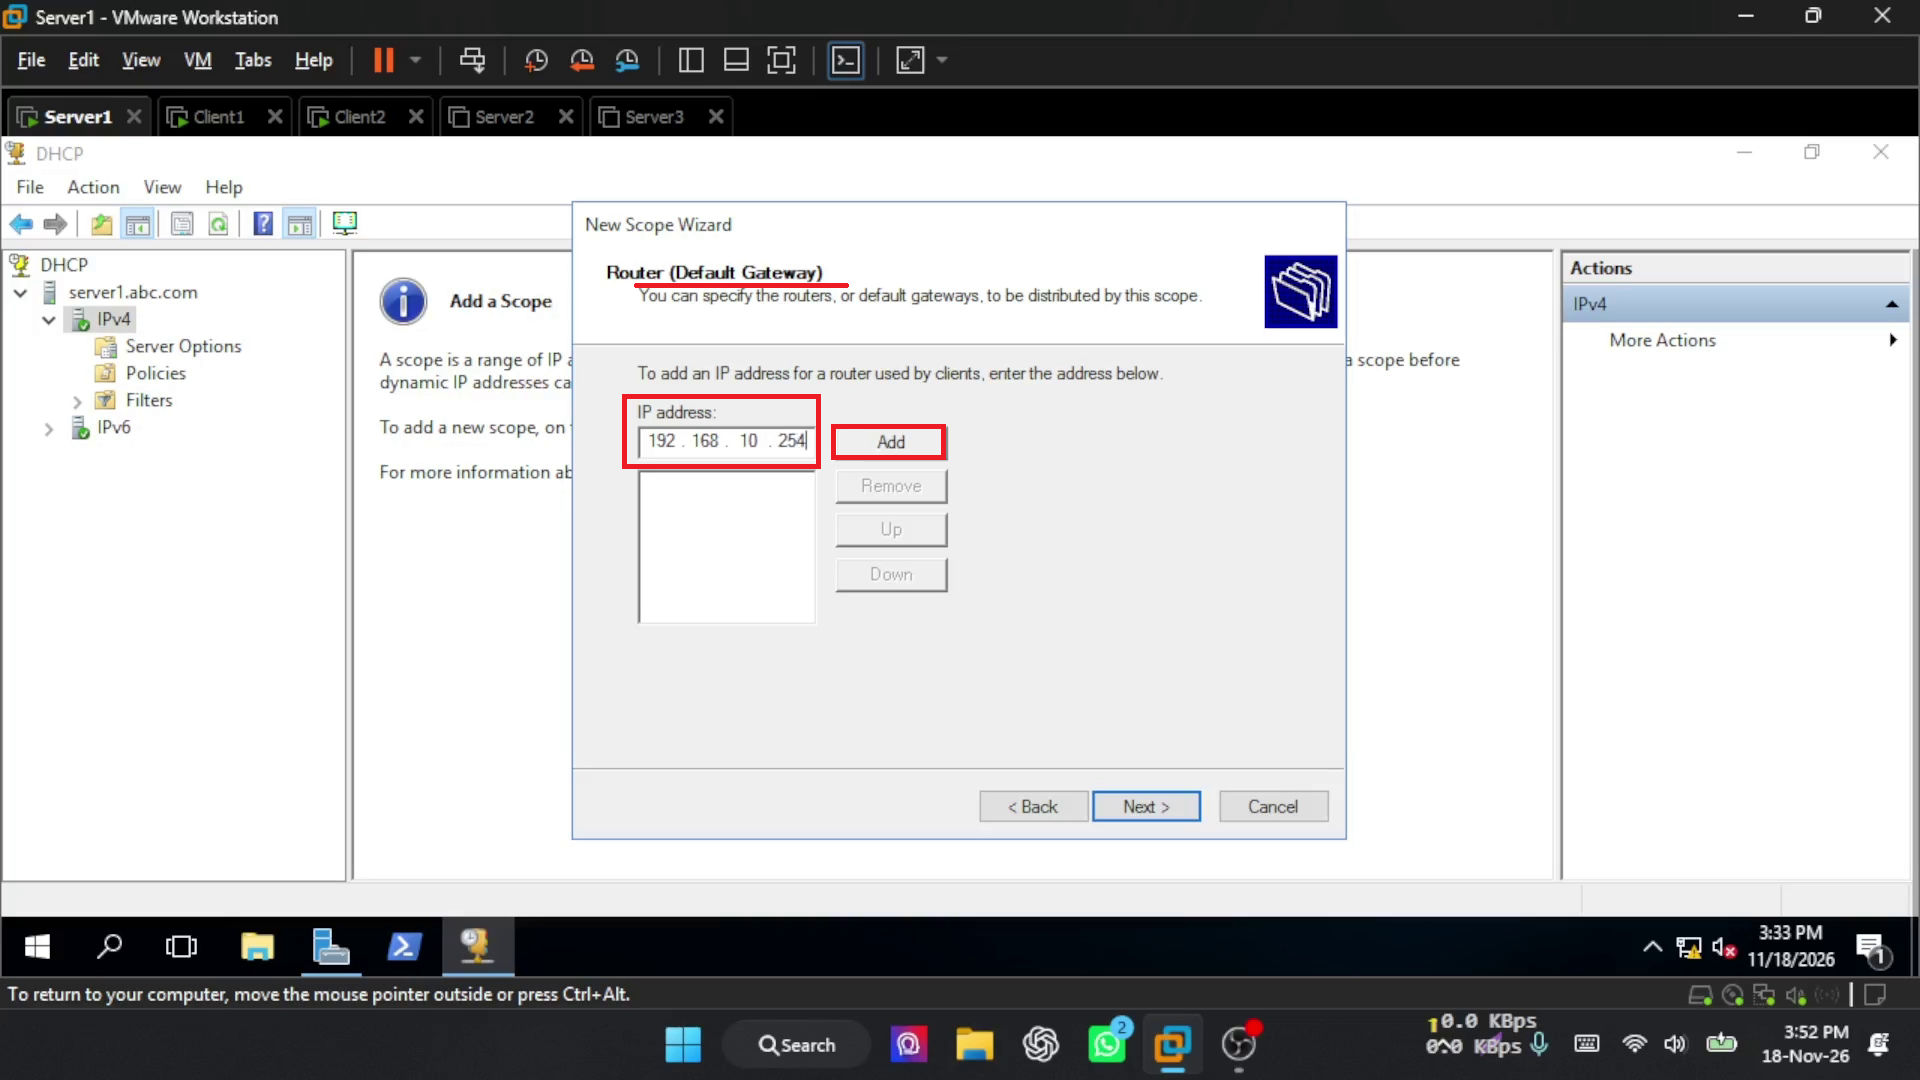 Server1 - VMware Workstation
File Edit View VM Tabs Help
Server1 Client1 Client2 Server2 Server3
DHCP
File Action View Help
DHCP
server1.abc.com
IPv4
Server Options
Policies
Filters
IPv6
Add a Scope
A scope is a range of IP a
a scope before
dynamic IP addresses ca
To add a new scope, on
For more information ab
New Scope Wizard
Router (Default Gateway)
You can specify the routers, or default gateways, to be distributed by this scope.
To add an IP address for a router used by clients, enter the address below.
IP address:
192 . 168 . 10 . 254
Add
Remove
Up
Down
< Back Next > Cancel
Actions
IPv4
More Actions
3:33 PM
11/18/2026
1
To return to your computer, move the mouse pointer outside or press Ctrl+Alt.
Search
2
0.0 KBps
0.0 KBps
3:52 PM
18-Nov-26